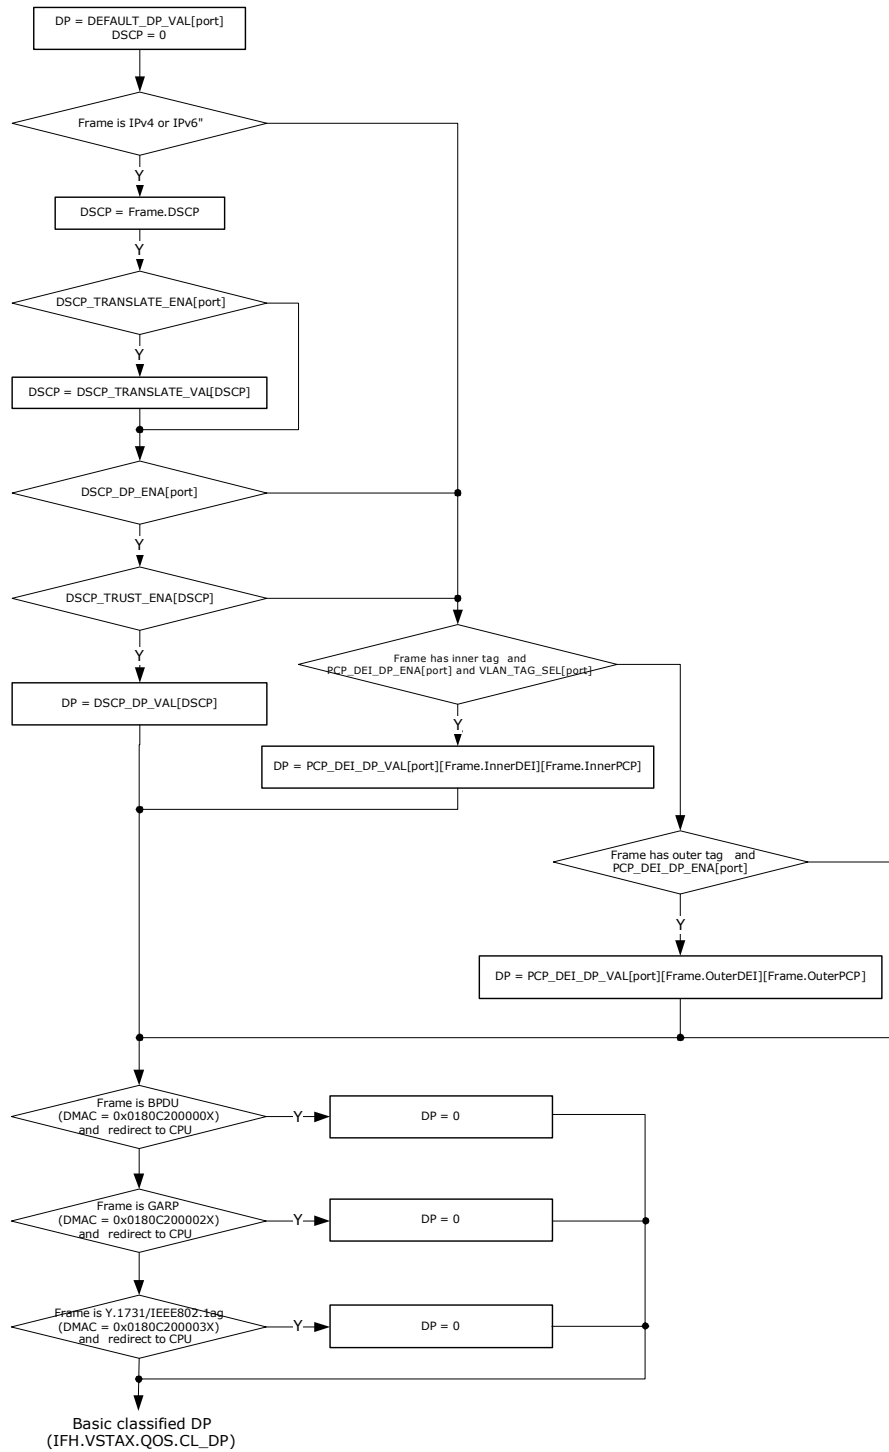 DP = DEFAULT_DP_VAL[port]
DSCP = 0
Frame is IPv4 or IPv6"
Y
DSCP = Frame.DSCP
Y
DSCP_TRANSLATE_ENA[port]
Y
DSCP = DSCP_TRANSLATE_VAL[DSCP]
DSCP_DP_ENA[port]
Y
DSCP_TRUST_ENA[DSCP]
Y
DP = DSCP_DP_VAL[DSCP]
Frame has inner tag and
PCP_DEI_DP_ENA[port] and VLAN_TAG_SEL[port]
Y
DP = PCP_DEI_DP_VAL[port][Frame.InnerDEI][Frame.InnerPCP]
Frame has outer tag and
PCP_DEI_DP_ENA[port]
Y
DP = PCP_DEI_DP_VAL[port][Frame.OuterDEI][Frame.OuterPCP]
Frame is BPDU
(DMAC = 0x0180C200000X)
and redirect to CPU
Y
DP = 0
Frame is GARP
(DMAC = 0x0180C200002X)
and redirect to CPU
Y
DP = 0
Frame is Y.1731/IEEE802.1ag
(DMAC = 0x0180C200003X)
and redirect to CPU
Y
DP = 0
Basic classified DP
(IFH.VSTAX.QOS.CL_DP)